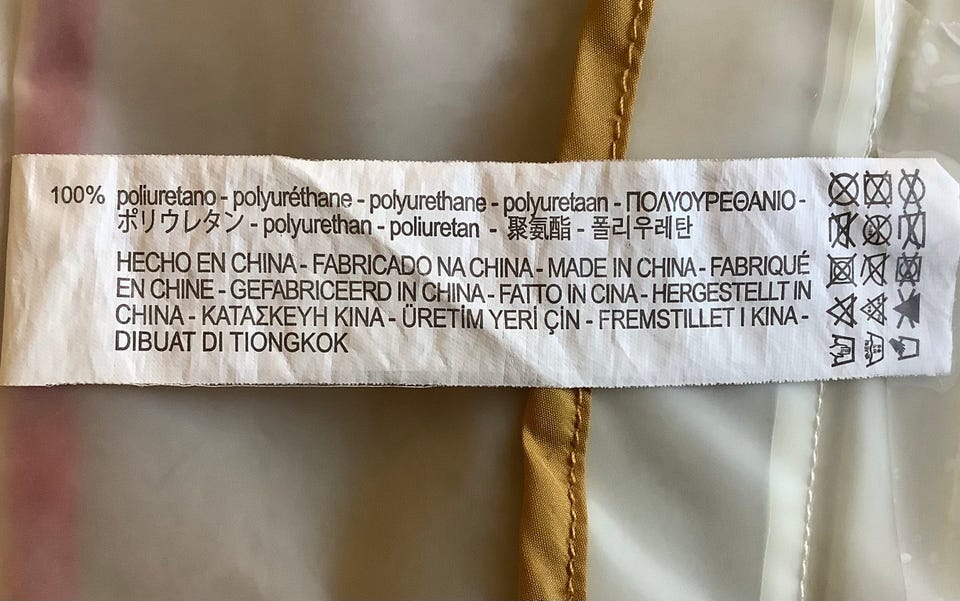 100% poliuretano - polyuréthane - polyurethane - polyuretaan - ΠΟΛΥΟΥΡΕΘΑΝΙΟ -
ポリウレタン - polyurethan - poliuretan - 聚氨酯 - 폴리우레탄
HECHO EN CHINA - FABRICADO NA CHINA - MADE IN CHINA - FABRIQUÉ
EN CHINE - GEFABRICEERD IN CHINA - FATTO IN CINA - HERGESTELLT IN
CHINA - ΚΑΤΑΣΚΕΥΗ ΚΙΝΑ - ÜRETİM YERİ ÇİN - FREMSTILLET I KINA -
DIBUAT DI TIONGKOK